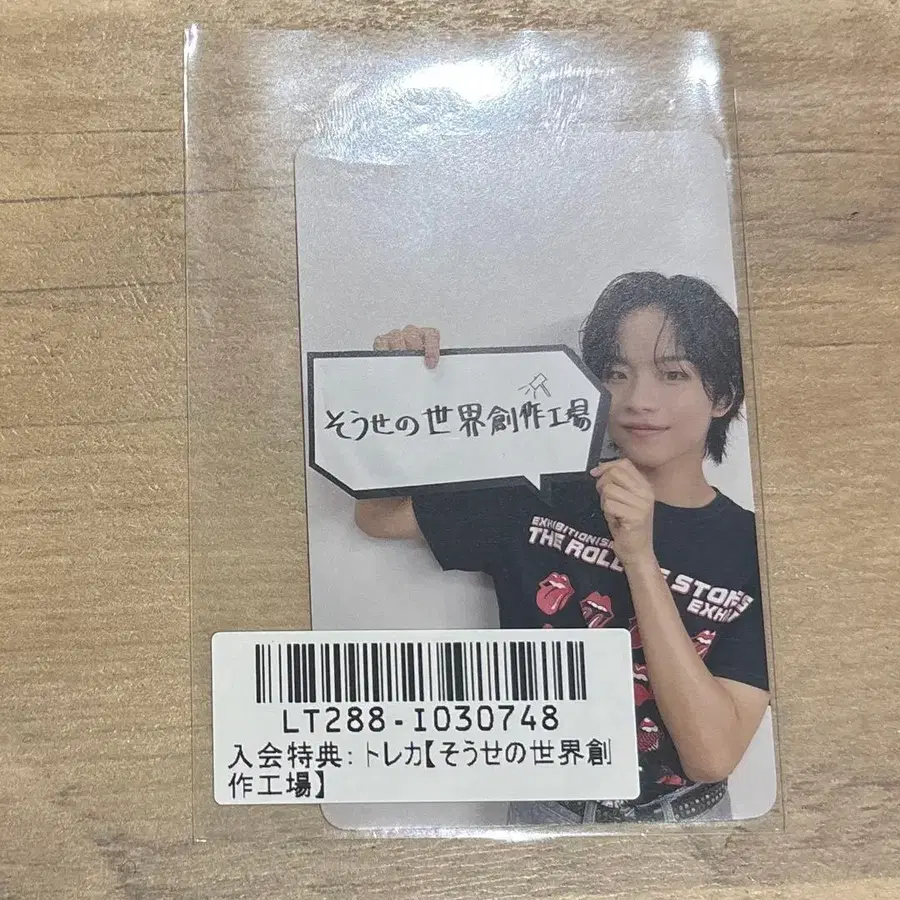 そうせの世界創作工場
EXHIBITIONISM
THE ROLLING STONES
EXHI
LT288-I030748
入会特典:トレカ【そうせの世界創
作工場】